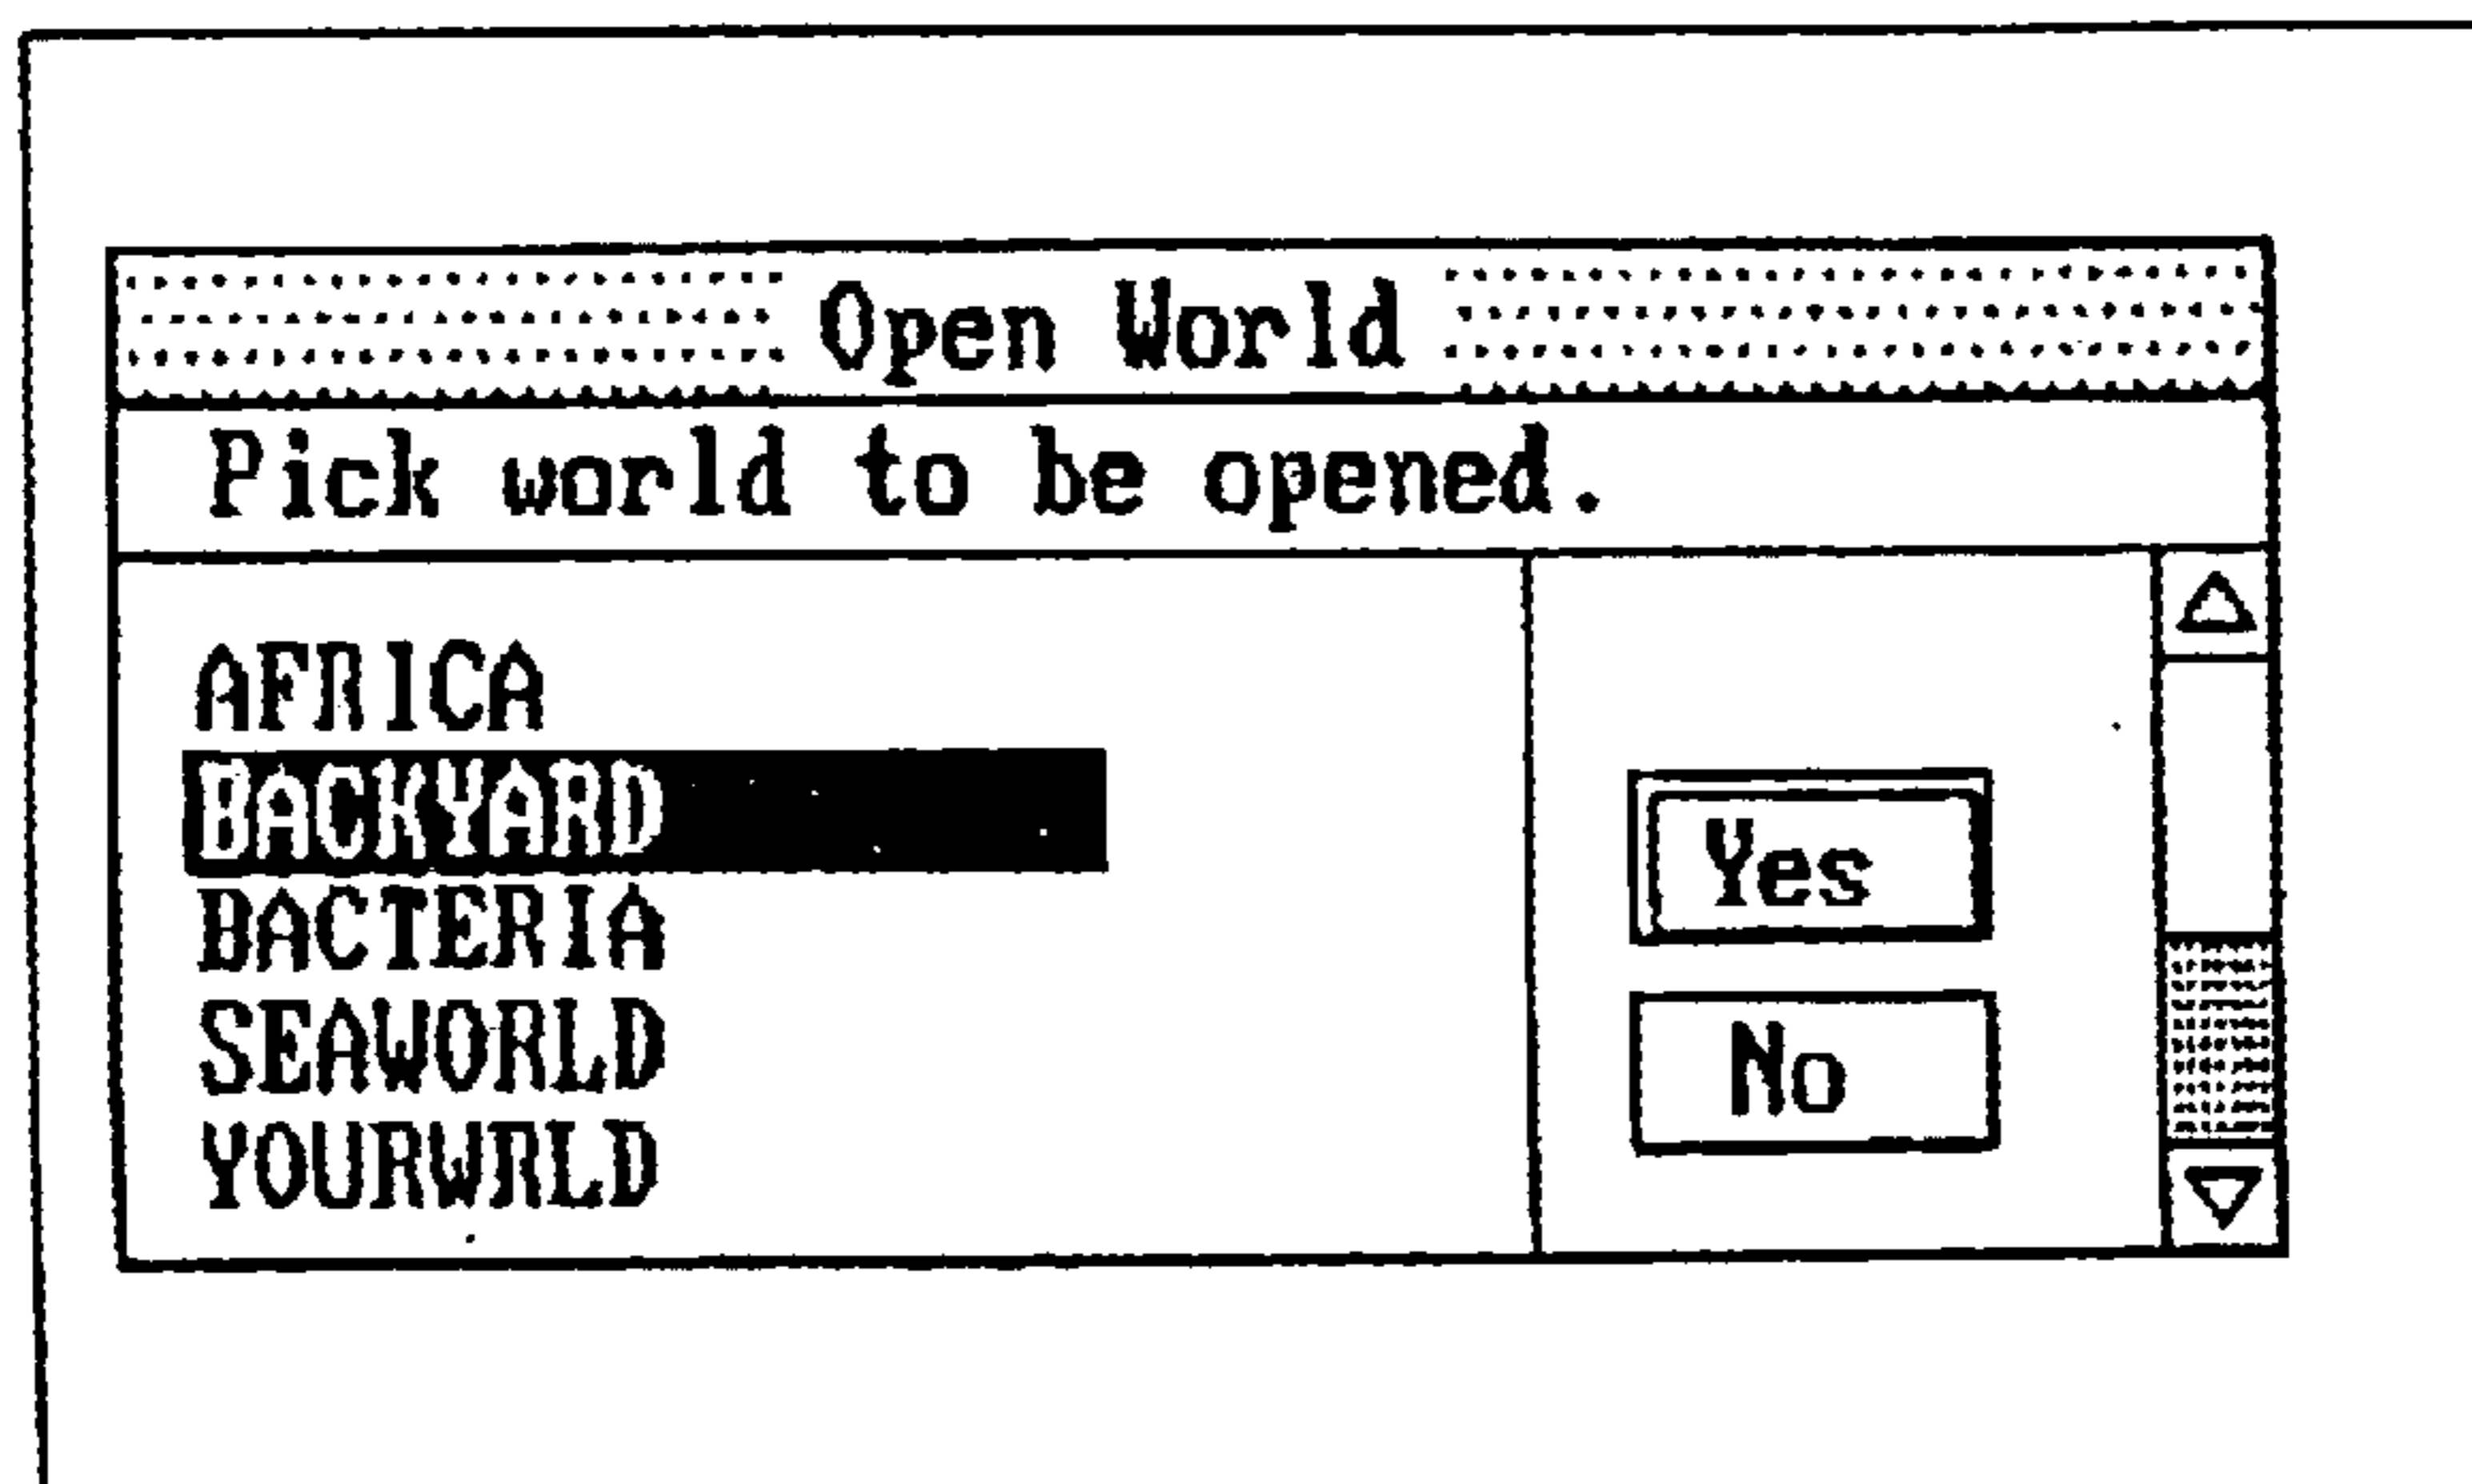 Open World
Pick world to be opened.
AFRICA
BACKYARD
BACTERIA
SEAWORLD
YOURWRLD
Yes
No